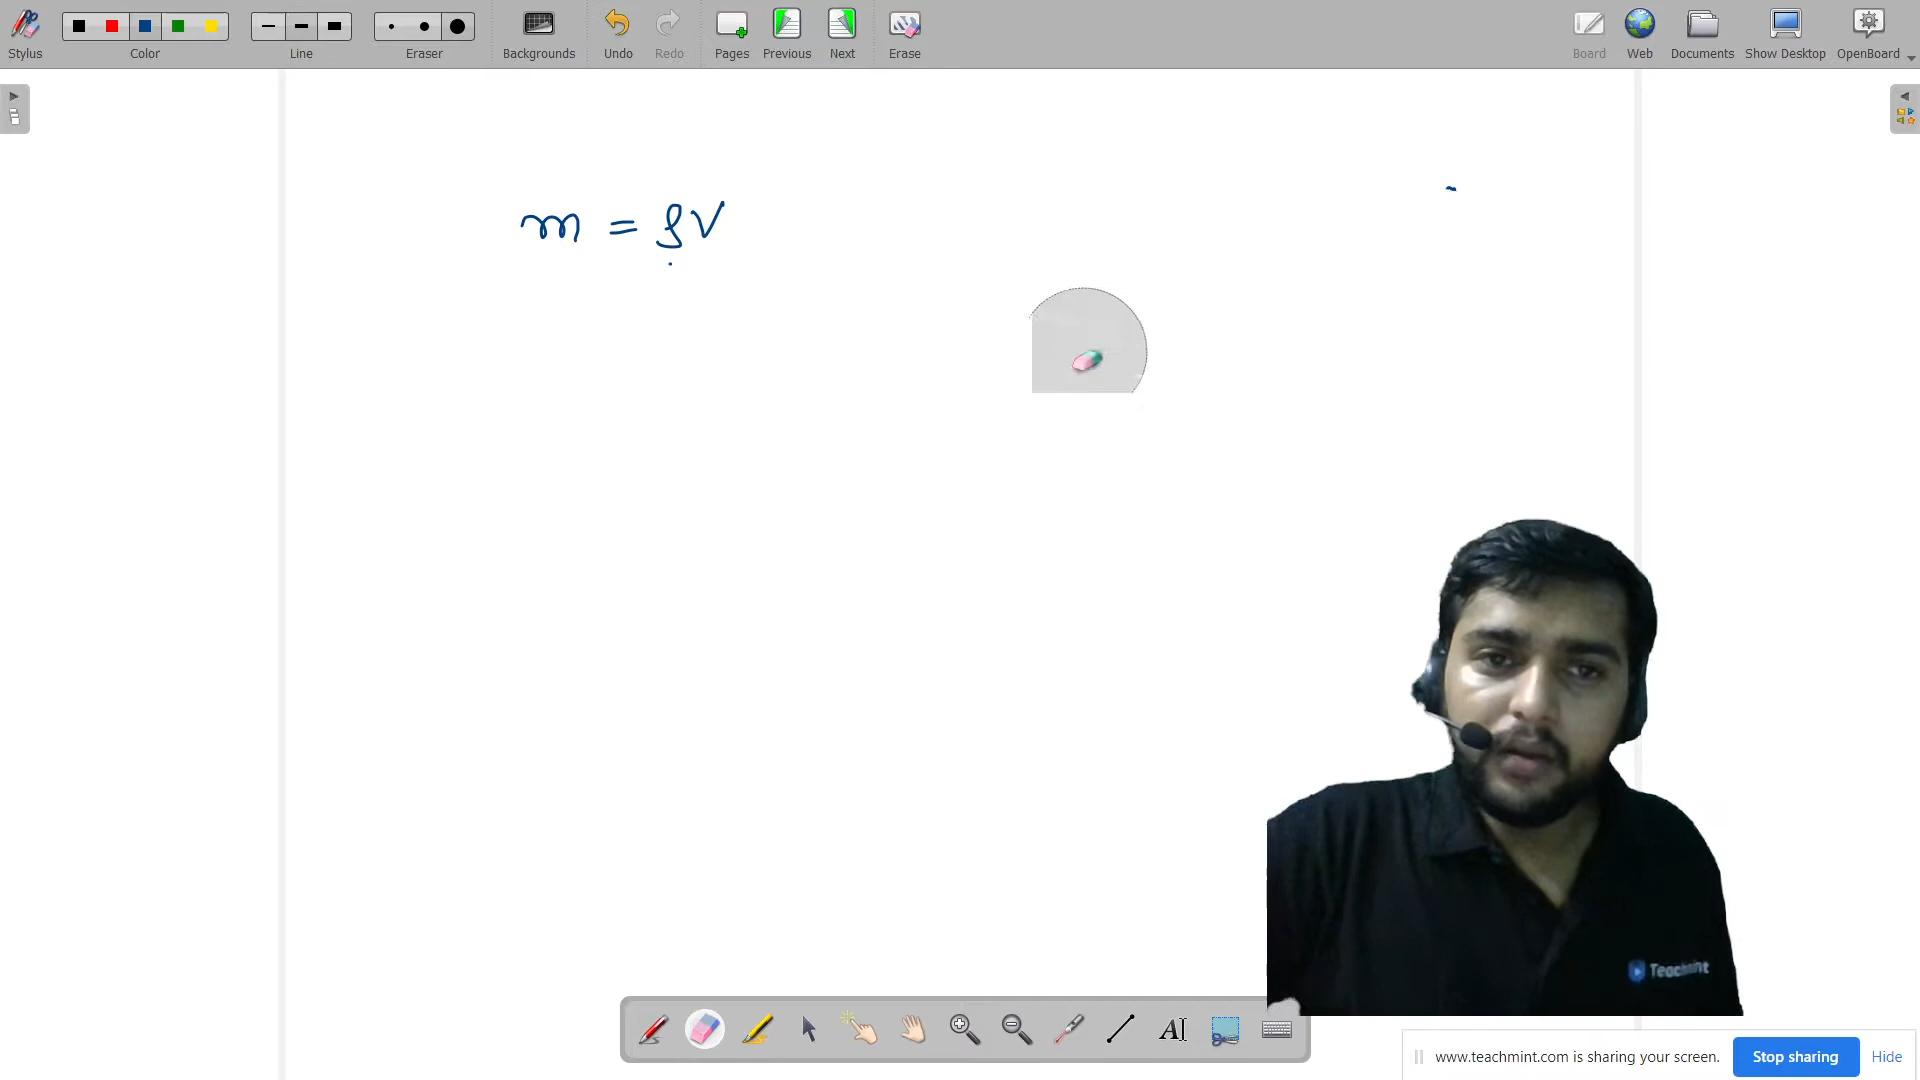 Stylus Color Line Eraser Backgrounds Undo Redo Pages Previous Next Erase Board Web Documents Show Desktop OpenBoard
m = ρV
Teachmint
www.teachmint.com is sharing your screen. Stop sharing Hide